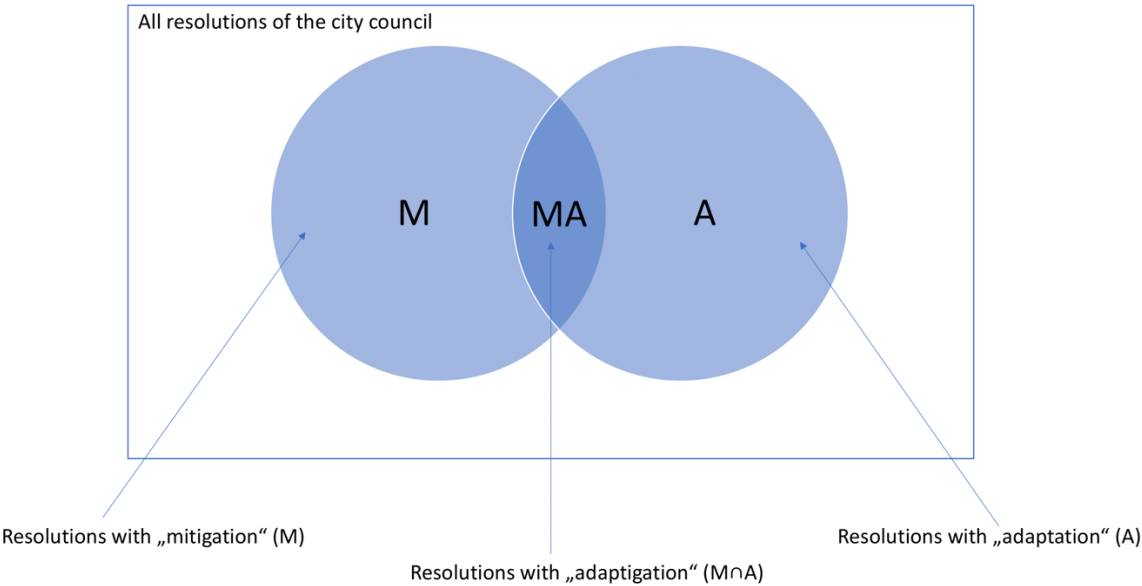 All resolutions of the city council
M
MA
A
Resolutions with „mitigation“ (M)
Resolutions with „adaptation“ (A)
Resolutions with „adaptigation“ (M∩A)